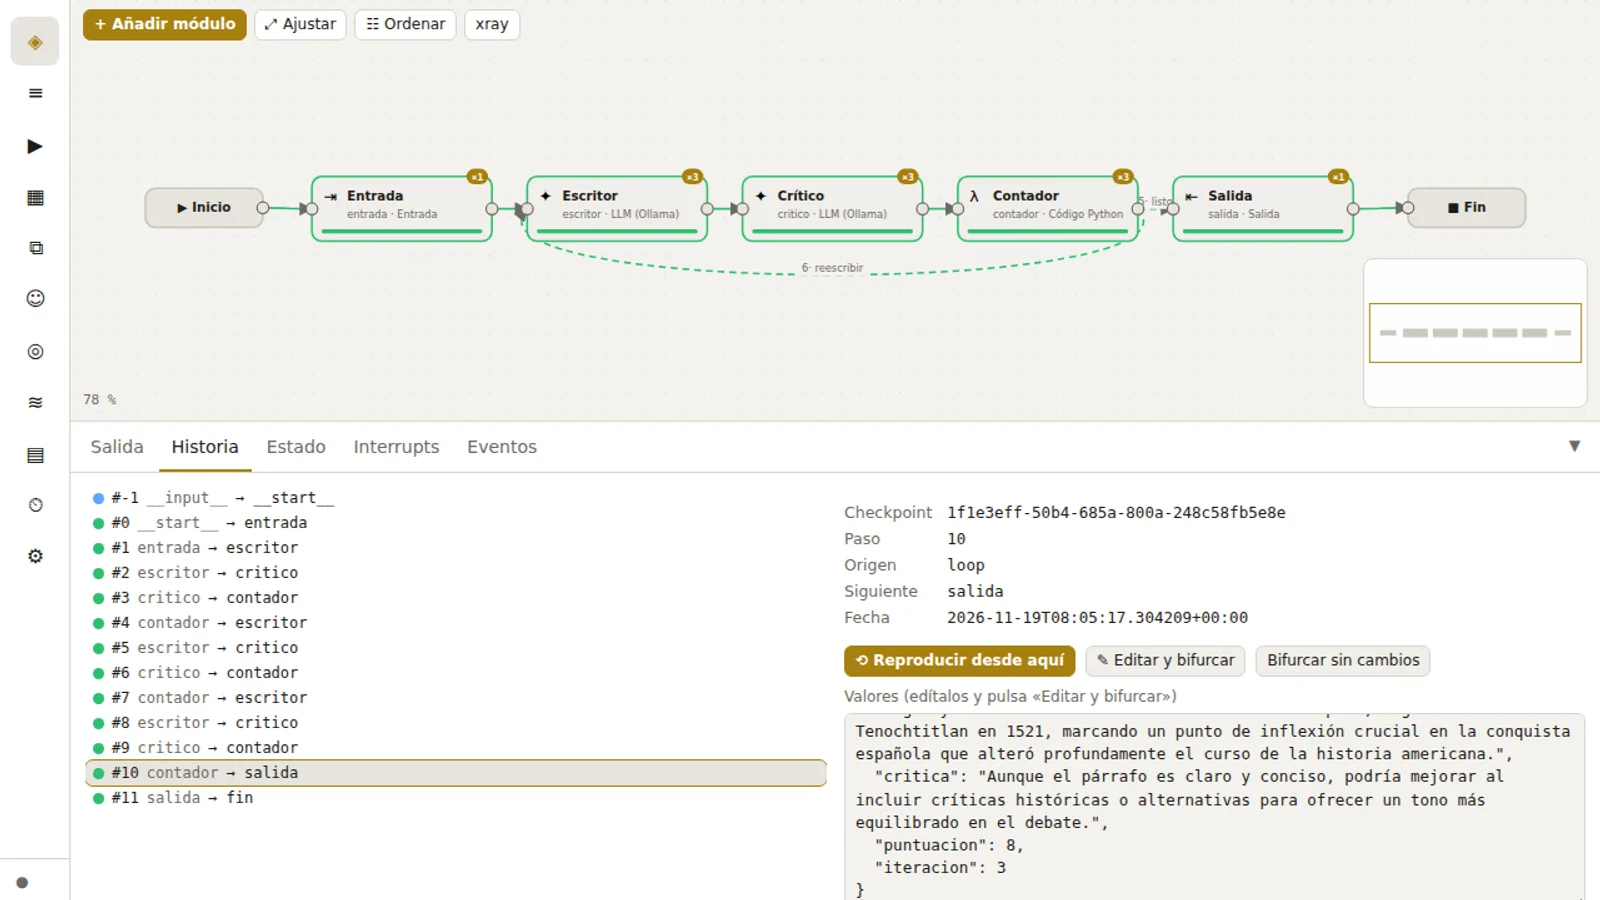 + Añadir módulo
Ajustar
Ordenar
xray
▶ Inicio
Entrada
entrada · Entrada
×1
Escritor
escritor · LLM (Ollama)
×3
Crítico
critico · LLM (Ollama)
×3
λ Contador
contador · Código Python
×3
listo
Salida
salida · Salida
×1
■ Fin
6· reescribir
78 %
Salida
Historia
Estado
Interrupts
Eventos
▼
#-1 __input__ → __start__
#0 __start__ → entrada
#1 entrada → escritor
#2 escritor → critico
#3 critico → contador
#4 contador → escritor
#5 escritor → critico
#6 critico → contador
#7 contador → escritor
#8 escritor → critico
#9 critico → contador
#10 contador → salida
#11 salida → fin
Checkpoint 1f1e3eff-50b4-685a-800a-248c58fb5e8e
Paso 10
Origen loop
Siguiente salida
Fecha 2026-11-19T08:05:17.304209+00:00
⟲ Reproducir desde aquí
✎ Editar y bifurcar
Bifurcar sin cambios
Valores (edítalos y pulsa «Editar y bifurcar»)
Tenochtitlan en 1521, marcando un punto de inflexión crucial en la conquista
española que alteró profundamente el curso de la historia americana.",
"critica": "Aunque el párrafo es claro y conciso, podría mejorar al
incluir críticas históricas o alternativas para ofrecer un tono más
equilibrado en el debate.",
"puntuacion": 8,
"iteracion": 3
}